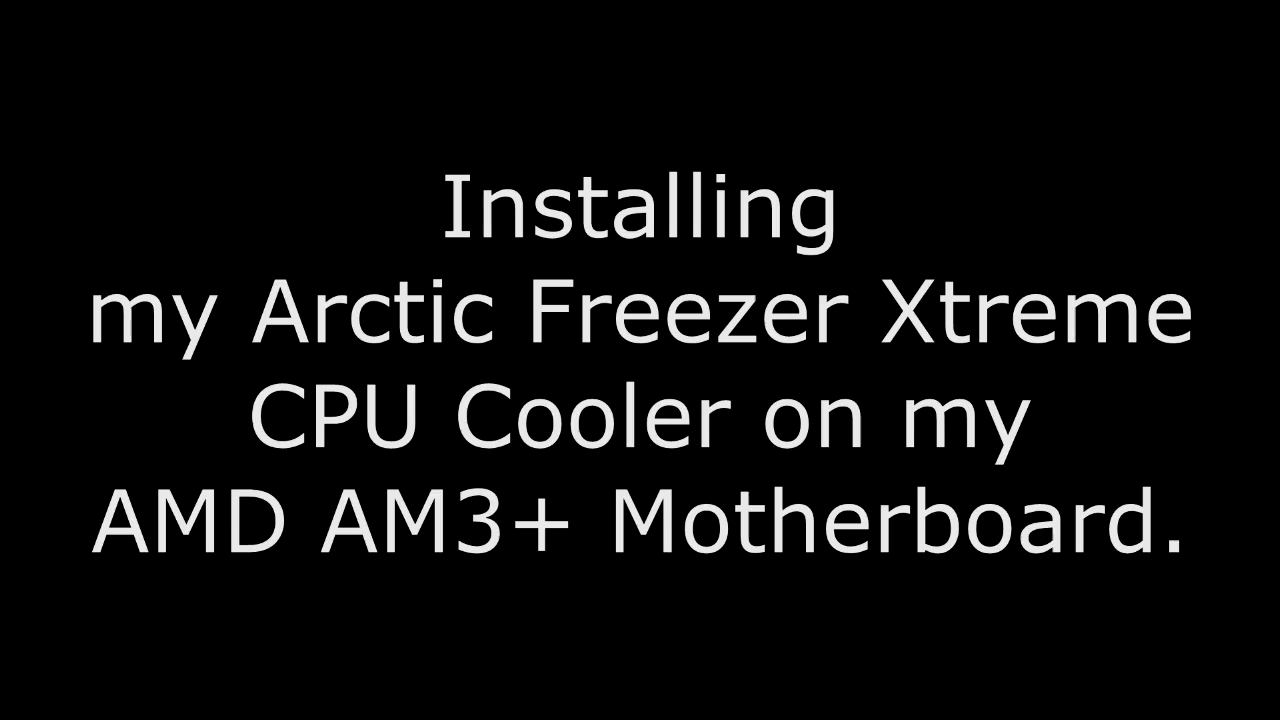 Installing
my Arctic Freezer Xtreme
CPU Cooler on my
AMD AM3+ Motherboard.